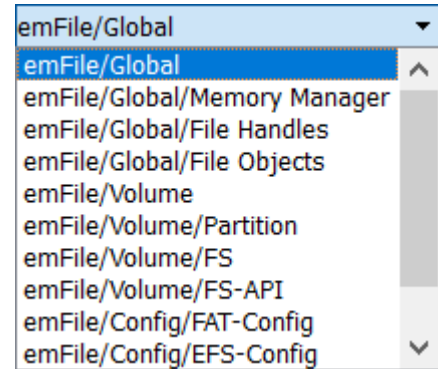 emFile/Global
emFile/Global
emFile/Global/Memory Manager
emFile/Global/File Handles
emFile/Global/File Objects
emFile/Volume
emFile/Volume/Partition
emFile/Volume/FS
emFile/Volume/FS-API
emFile/Config/FAT-Config
emFile/Config/EFS-Config